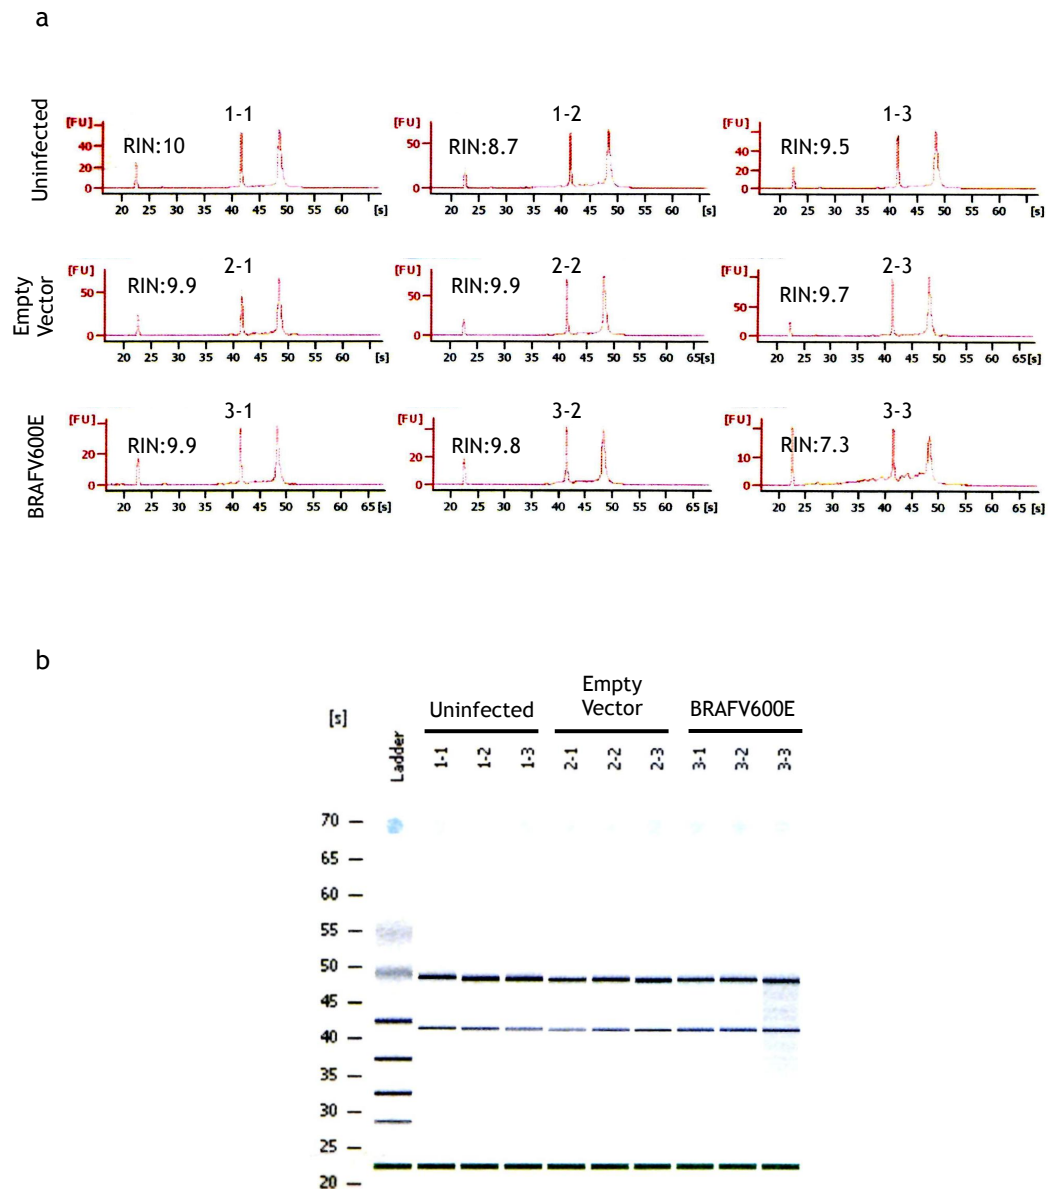 a
Uninfected
1-1
[FU]
RIN:10
40
20
0
20 25 30 35 40 45 50 55 60 [s]
1-2
[FU]
RIN:8.7
50
0
20 25 30 35 40 45 50 55 60 [s]
1-3
[FU]
RIN:9.5
40
20
0
20 25 30 35 40 45 50 55 60 [s]
Empty
Vector
2-1
[FU]
RIN:9.9
50
0
20 25 30 35 40 45 50 55 60 [s]
2-2
[FU]
RIN:9.9
50
0
20 25 30 35 40 45 50 55 60 65[s]
2-3
[FU]
RIN:9.7
50
0
20 25 30 35 40 45 50 55 60 65[s]
BRAFV600E
3-1
[FU]
RIN:9.9
20
0
20 25 30 35 40 45 50 55 60 65 [s]
3-2
[FU]
RIN:9.8
20
0
20 25 30 35 40 45 50 55 60 65 [s]
3-3
[FU]
RIN:7.3
10
0
20 25 30 35 40 45 50 55 60 65 [s]
b
[s]
Uninfected
Empty
Vector
BRAFV600E
Ladder
1-1
1-2
1-3
2-1
2-2
2-3
3-1
3-2
3-3
70
65
60
55
50
45
40
35
30
25
20